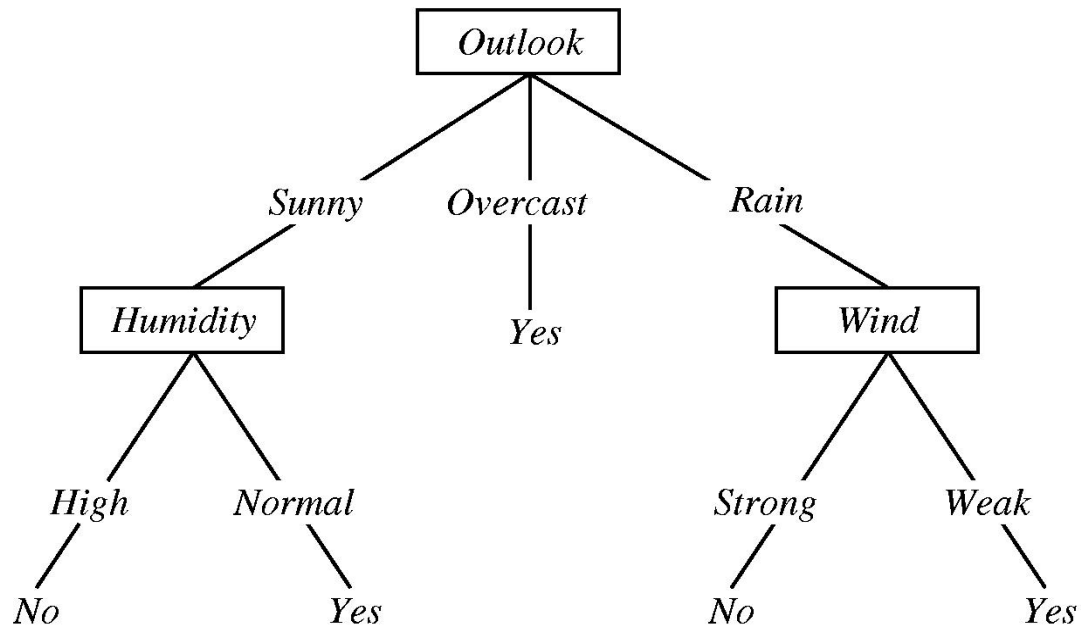 Outlook
Sunny Overcast Rain
Humidity Yes Wind
High Normal Strong Weak
No Yes No Yes